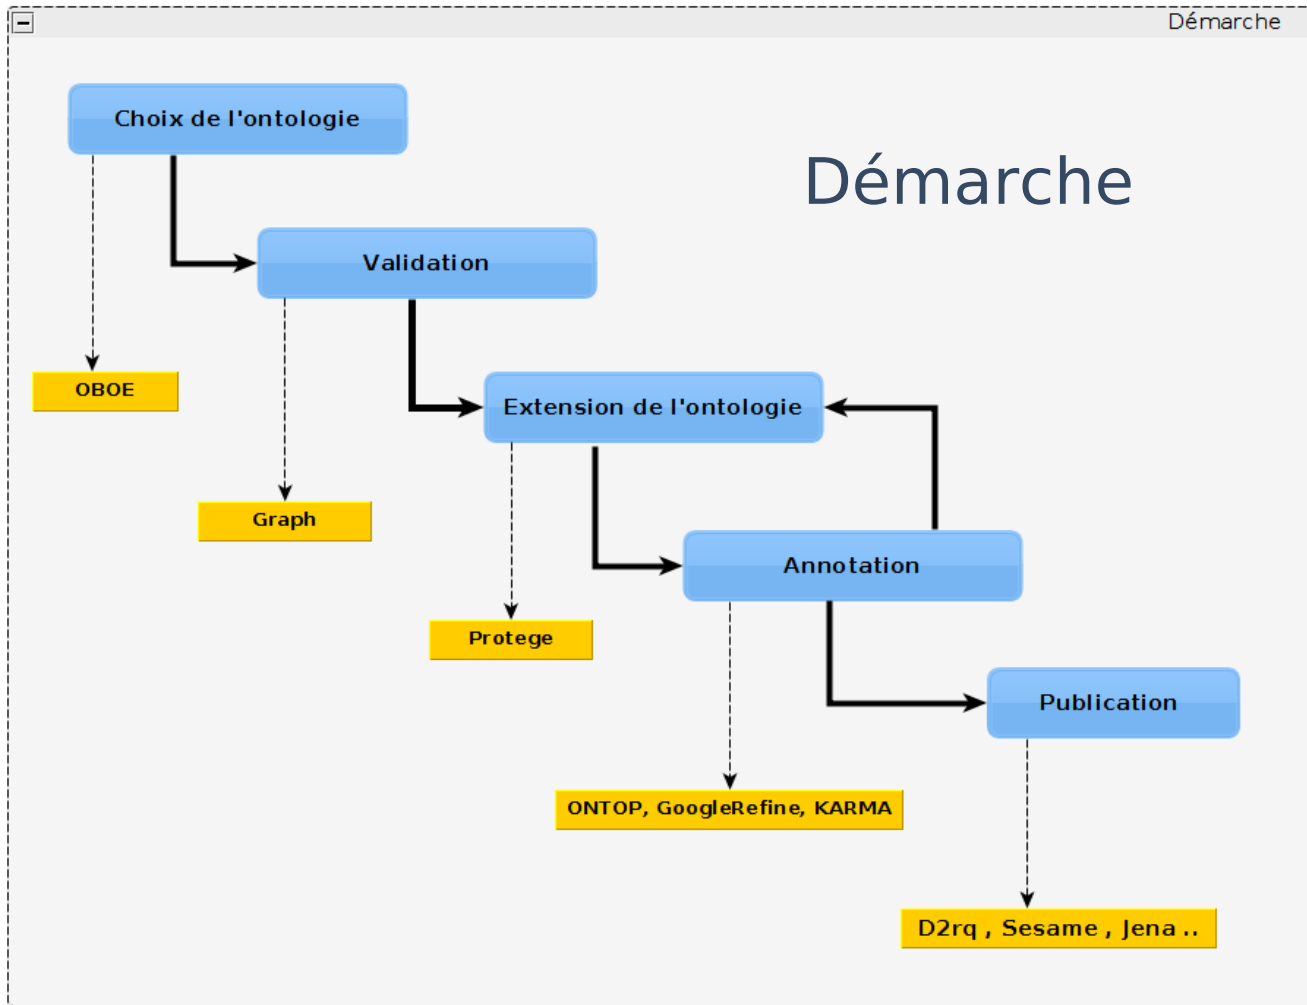 Démarche
Choix de l'ontologie
Démarche
Validation
OBOE
Extension de l'ontologie
Graph
Annotation
Protege
Publication
ONTOP, GoogleRefine, KARMA
D2rq , Sesame , Jena ..